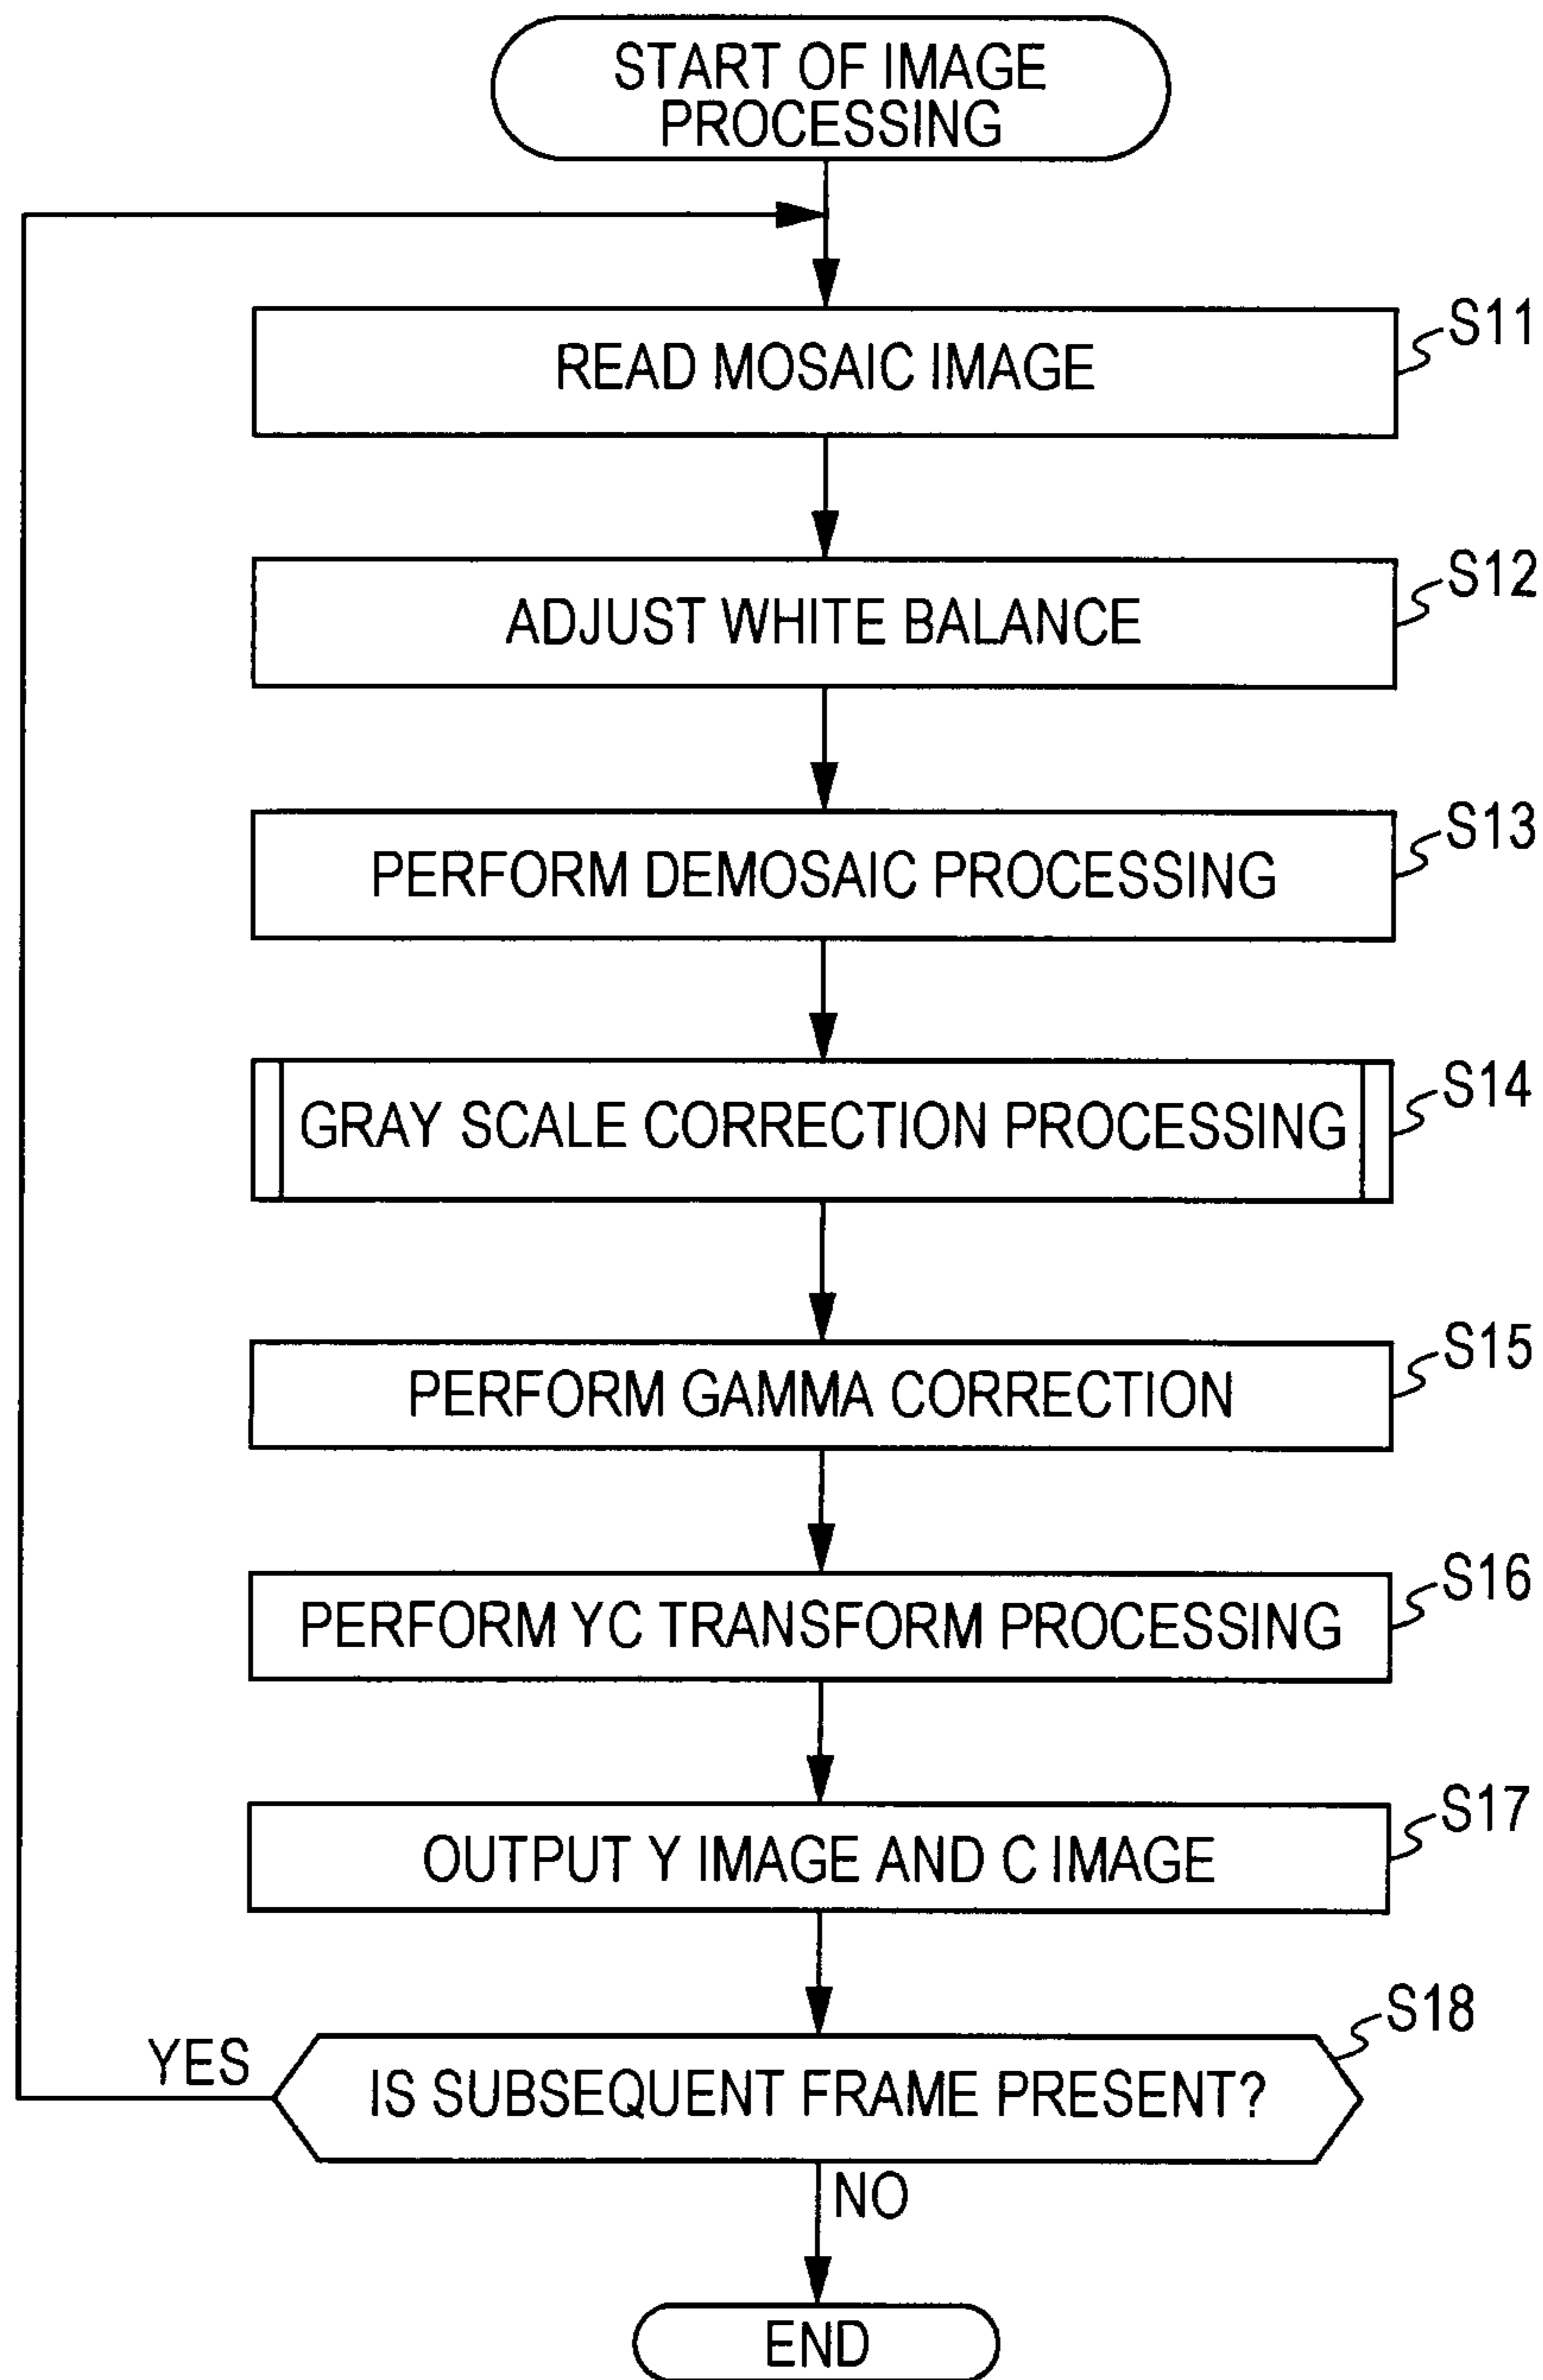 START OF IMAGE
PROCESSING
READ MOSAIC IMAGE
S11
ADJUST WHITE BALANCE
S12
PERFORM DEMOSAIC PROCESSING
S13
GRAY SCALE CORRECTION PROCESSING
S14
PERFORM GAMMA CORRECTION
S15
PERFORM YC TRANSFORM PROCESSING
S16
OUTPUT Y IMAGE AND C IMAGE
S17
IS SUBSEQUENT FRAME PRESENT?
S18
YES
NO
END